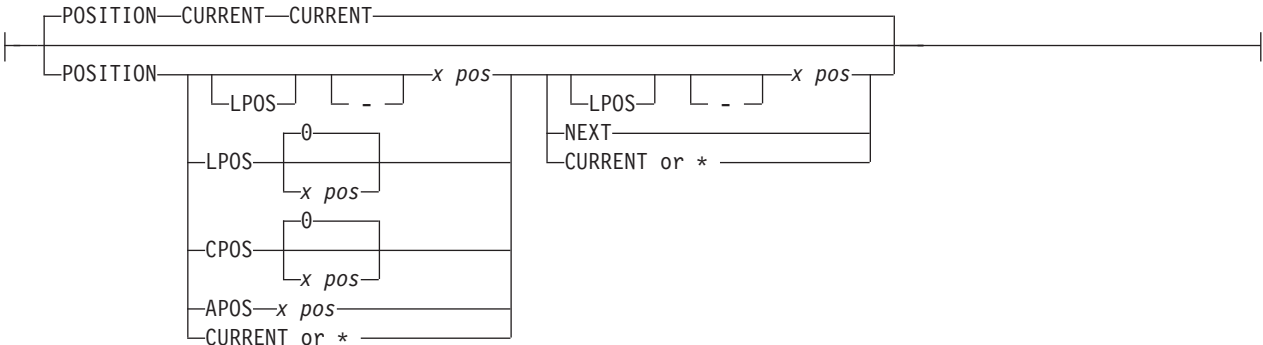 POSITION CURRENT CURRENT
POSITION x pos x pos
LPOS - LPOS -
0 NEXT
LPOS CURRENT or *
x pos
0
CPOS
x pos
APOS x pos
CURRENT or *